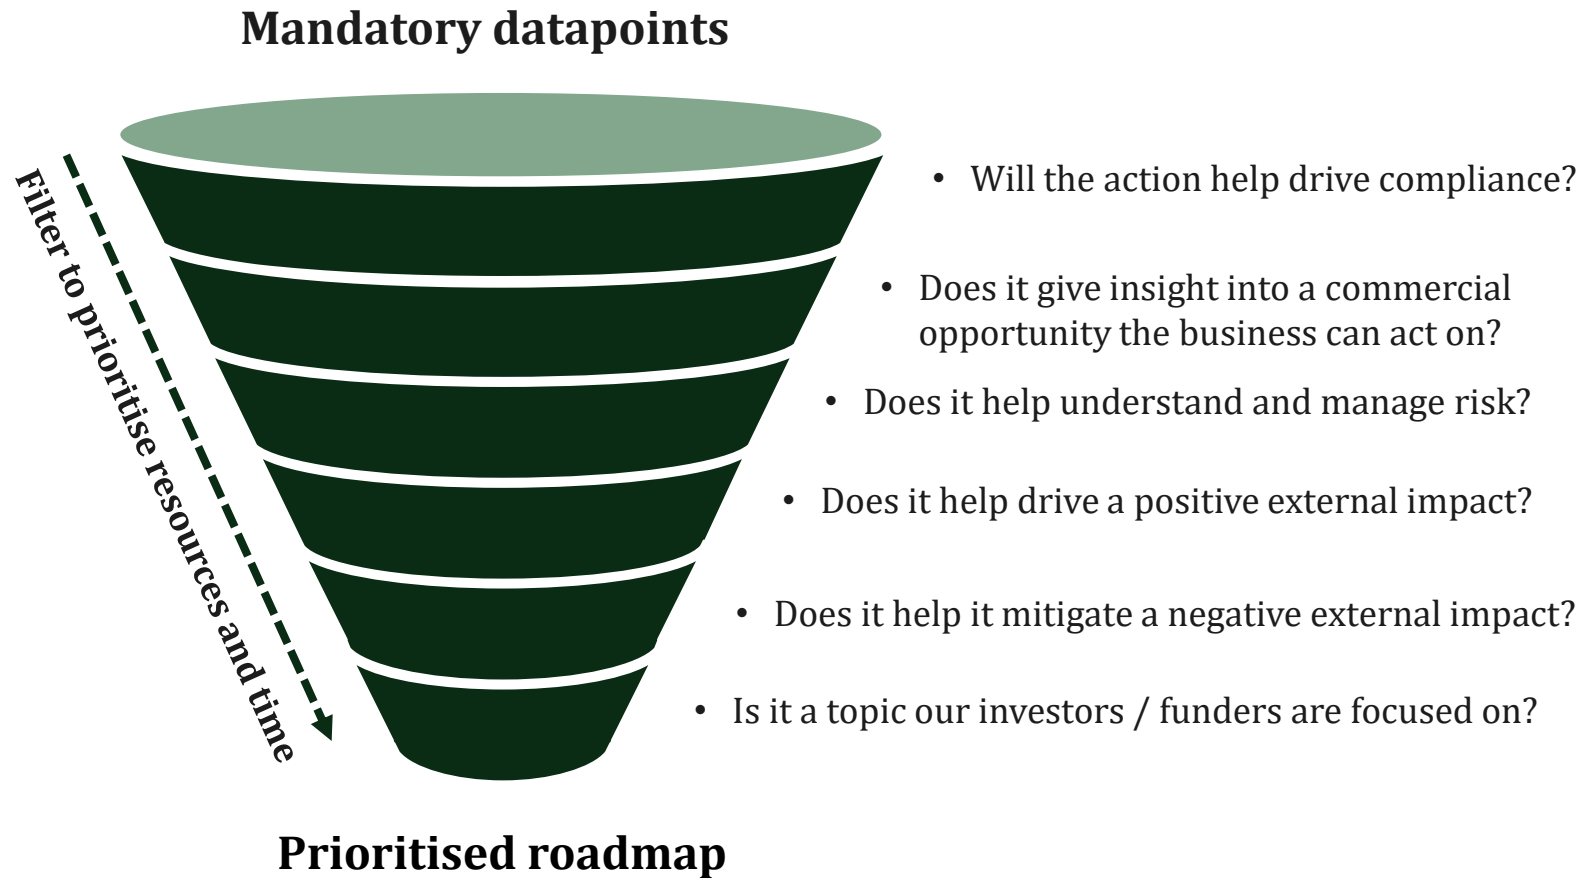 Mandatory datapoints
Filter to prioritise resources and time
• Will the action help drive compliance?
• Does it give insight into a commercial
opportunity the business can act on?
• Does it help understand and manage risk?
• Does it help drive a positive external impact?
• Does it help it mitigate a negative external impact?
• Is it a topic our investors / funders are focused on?
Prioritised roadmap